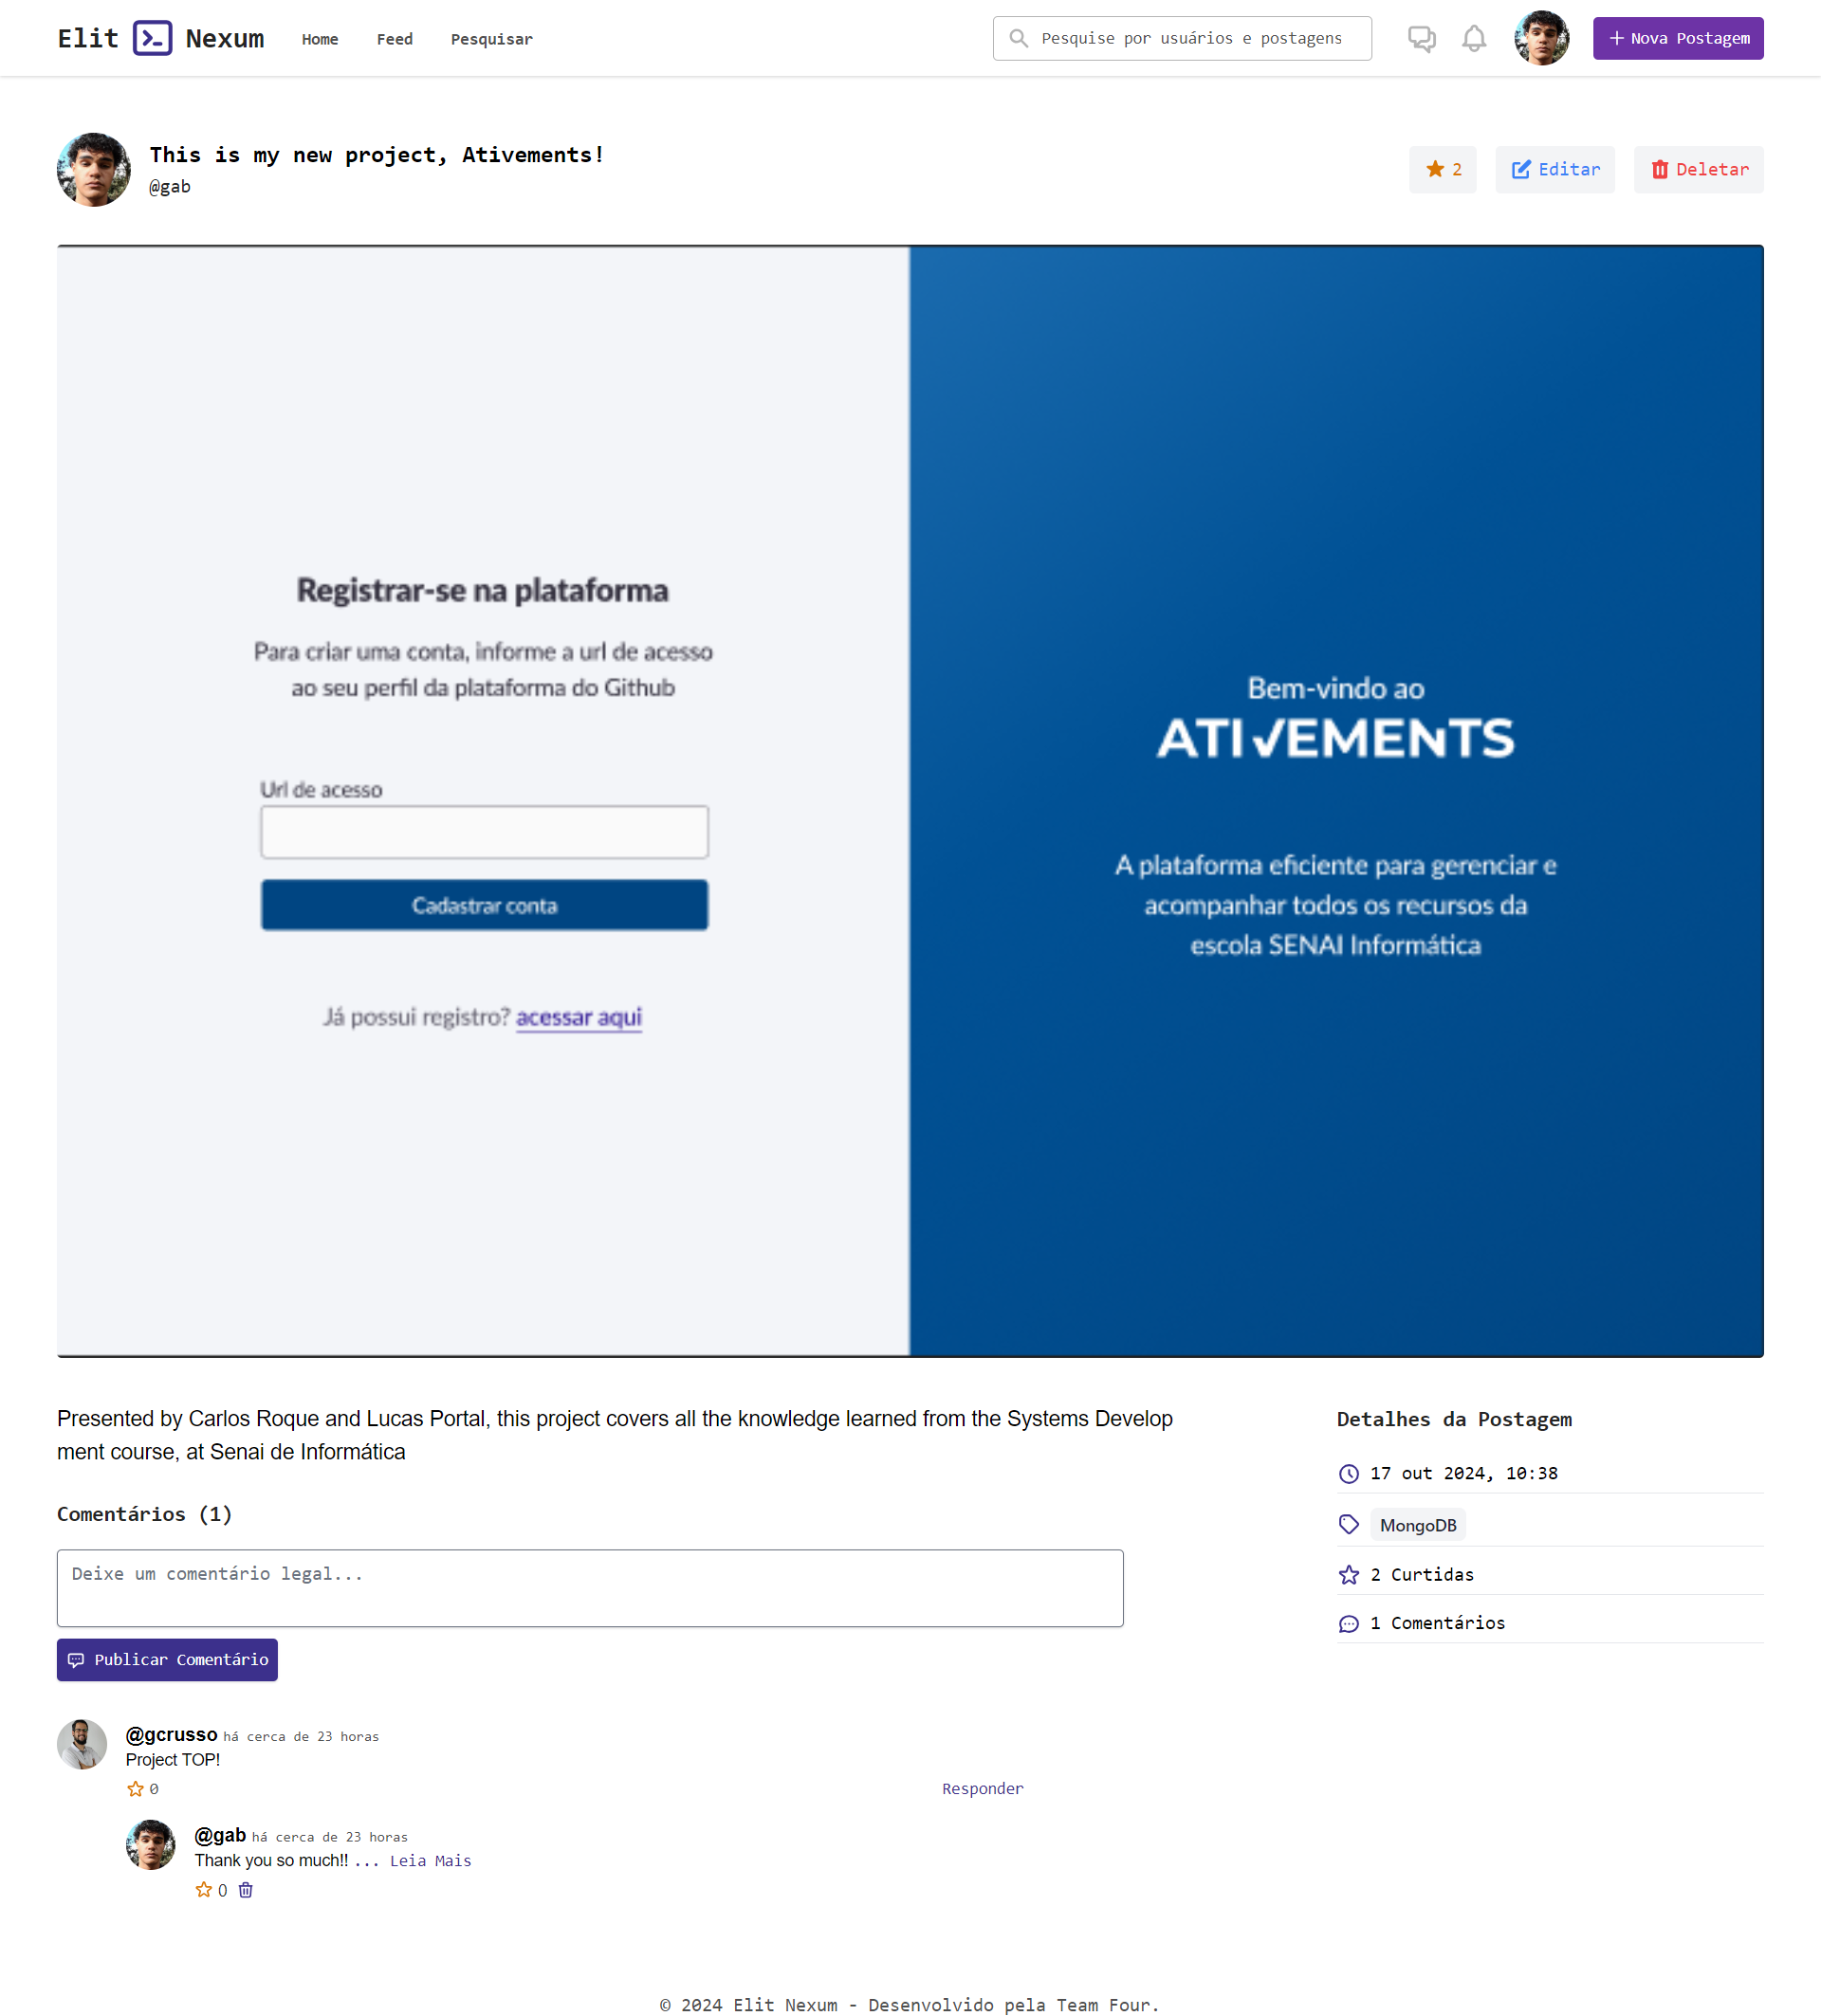 Elit Nexum Home Feed Pesquisar Pesquise por usuários e postagens Nova Postagem
This is my new project, Ativements!
@gab
2 Editar Deletar
Registrar-se na plataforma
Para criar uma conta, informe a url de acesso
ao seu perfil da plataforma do Github
Url de acesso
Cadastrar conta
Já possui registro? acessar aqui
Bem-vindo ao
ATIVEMENTS
A plataforma eficiente para gerenciar e
acompanhar todos os recursos da
escola SENAI Informática
Presented by Carlos Roque and Lucas Portal, this project covers all the knowledge learned from the Systems Develop
ment course, at Senai de Informática
Comentários (1)
Deixe um comentário legal...
Publicar Comentário
@gcrusso há cerca de 23 horas
Project TOP!
0 Responder
@gab há cerca de 23 horas
Thank you so much!! ... Leia Mais
0
Detalhes da Postagem
17 out 2024, 10:38
MongoDB
2 Curtidas
1 Comentários
© 2024 Elit Nexum - Desenvolvido pela Team Four.